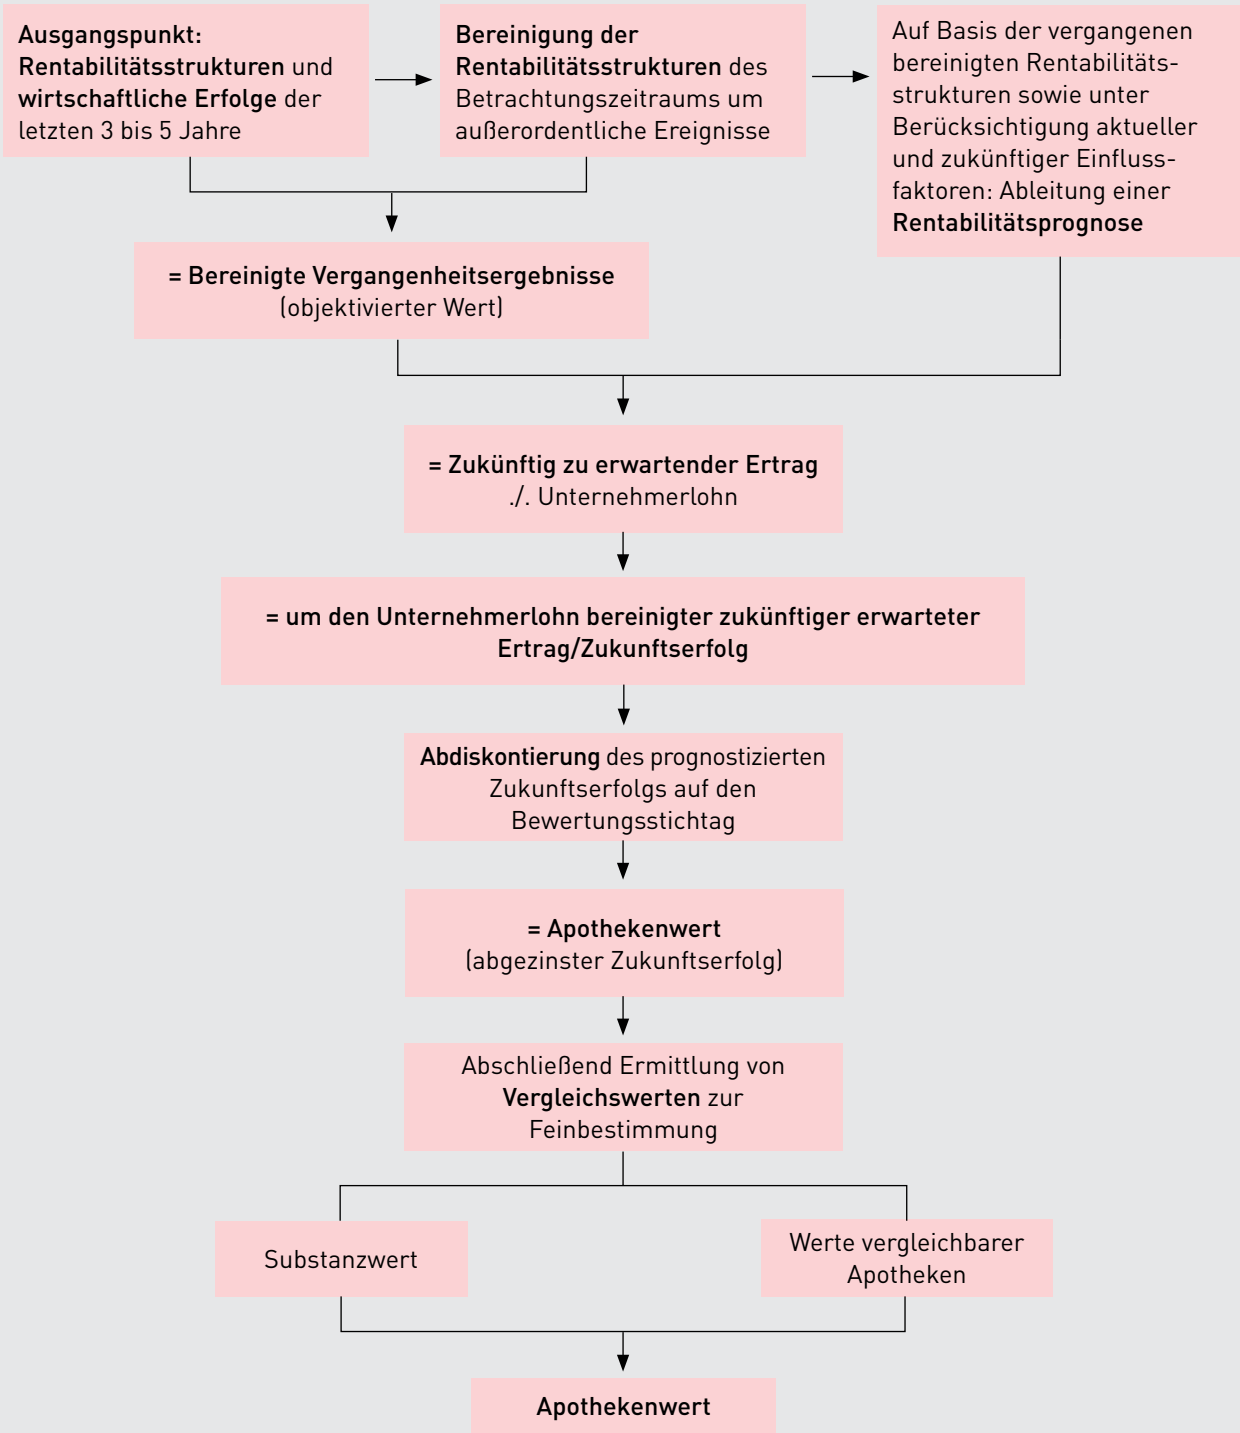 Ausgangspunkt:
Rentabilitätsstrukturen und
wirtschaftliche Erfolge der
letzten 3 bis 5 Jahre
Bereinigung der
Rentabilitätsstrukturen des
Betrachtungszeitraums um
außerordentliche Ereignisse
Auf Basis der vergangenen
bereinigten Rentabilitäts-
strukturen sowie unter
Berücksichtigung aktueller
und zukünftiger Einfluss-
faktoren: Ableitung einer
Rentabilitätsprognose
= Bereinigte Vergangenheitsergebnisse
(objektivierter Wert)
= Zukünftig zu erwartender Ertrag
./. Unternehmerlohn
= um den Unternehmerlohn bereinigter zukünftiger erwarteter
Ertrag/Zukunftserfolg
Abdiskontierung des prognostizierten
Zukunftserfolgs auf den
Bewertungsstichtag
= Apothekenwert
(abgezinster Zukunftserfolg)
Abschließend Ermittlung von
Vergleichswerten zur
Feinbestimmung
Substanzwert
Werte vergleichbarer
Apotheken
Apothekenwert